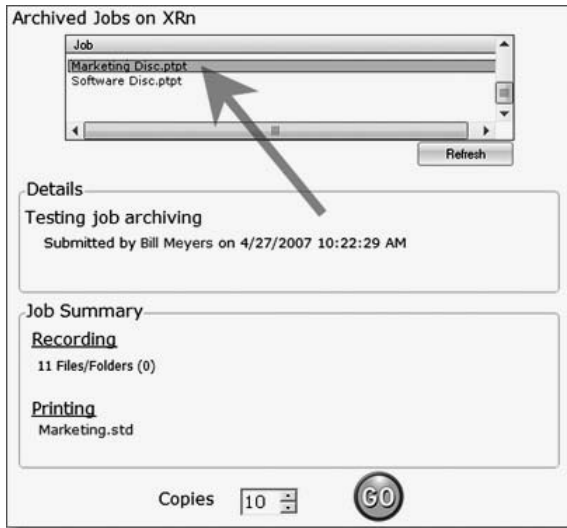 Archived Jobs on XRn
Job
Marketing Disc.ptpt
Software Disc.ptpt
Refresh
Details
Testing job archiving
Submitted by Bill Meyers on 4/27/2007 10:22:29 AM
Job Summary
Recording
11 Files/Folders (0)
Printing
Marketing.std
Copies 10 GO